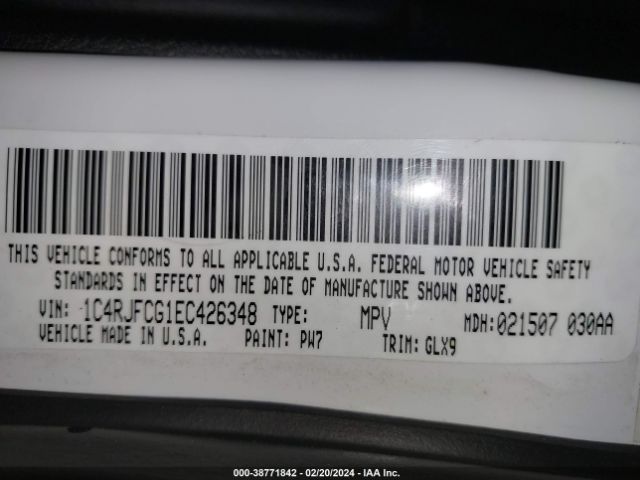 THIS VEHICLE CONFORMS TO ALL APPLICABLE U.S.A. FEDERAL MOTOR VEHICLE SAFETY
STANDARDS IN EFFECT ON THE DATE OF MANUFACTURE SHOWN ABOVE.
VIN: 1C4RJFCG1EC426348 TYPE: MPV MDH:021507 030AA
VEHICLE MADE IN U.S.A. PAINT: PW7 TRIM: GLX9
000-38771842 - 02/20/2024 - IAA Inc.